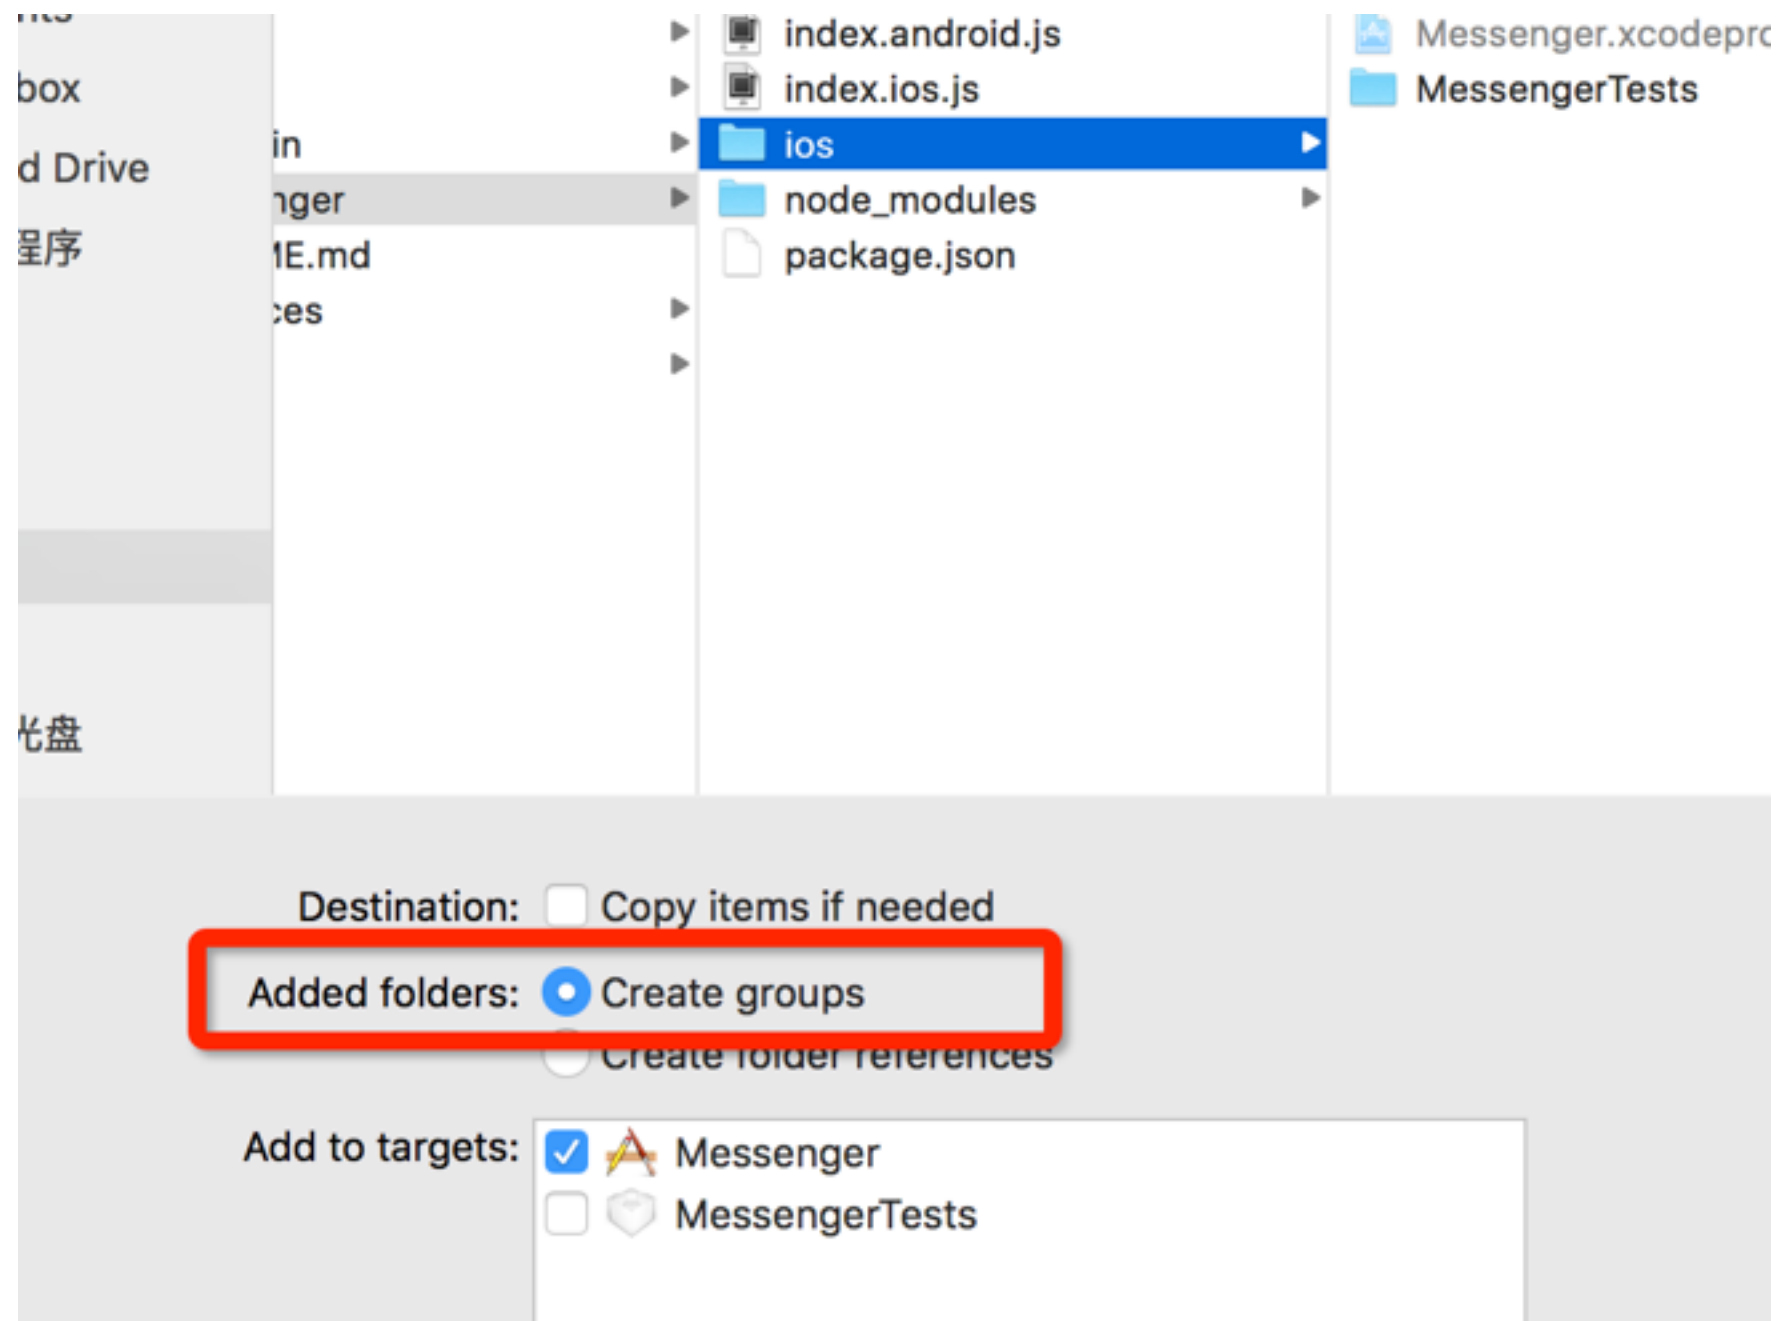 box
d Drive
程序
光盘
in
nger
ME.md
ces
index.android.js
index.ios.js
ios
node_modules
package.json
Messenger.xcodepro
MessengerTests
Destination: Copy items if needed
Added folders: Create groups
Create folder references
Add to targets: Messenger
MessengerTests